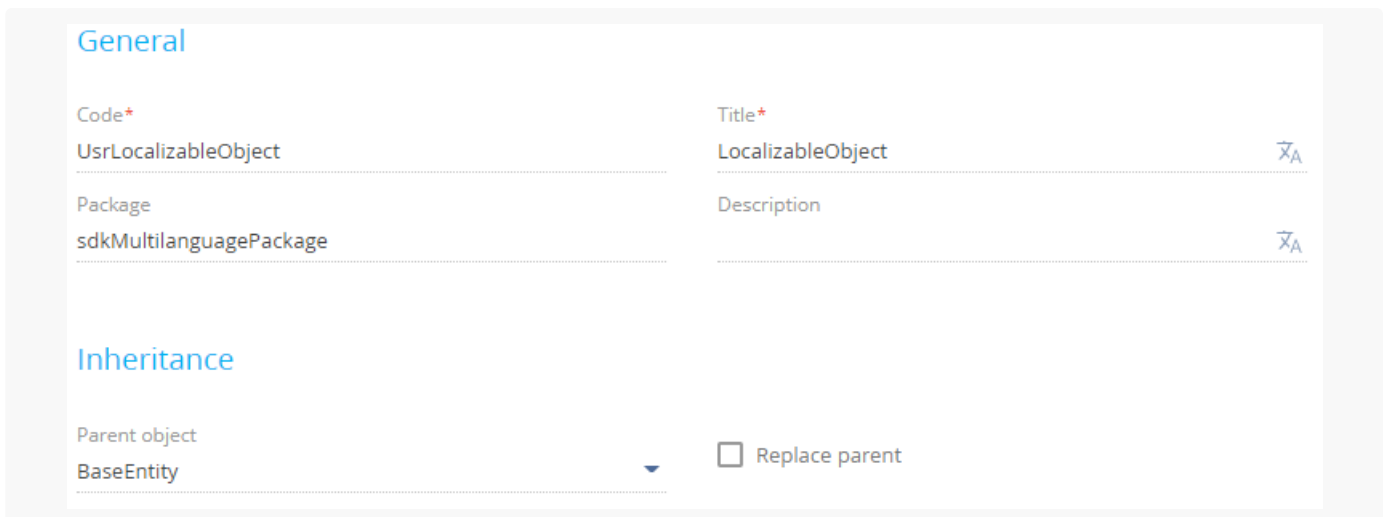 General
Code* Title*
UsrLocalizableObject LocalizableObject
Package Description
sdkMultilanguagePackage
Inheritance
Parent object
Replace parent
BaseEntity